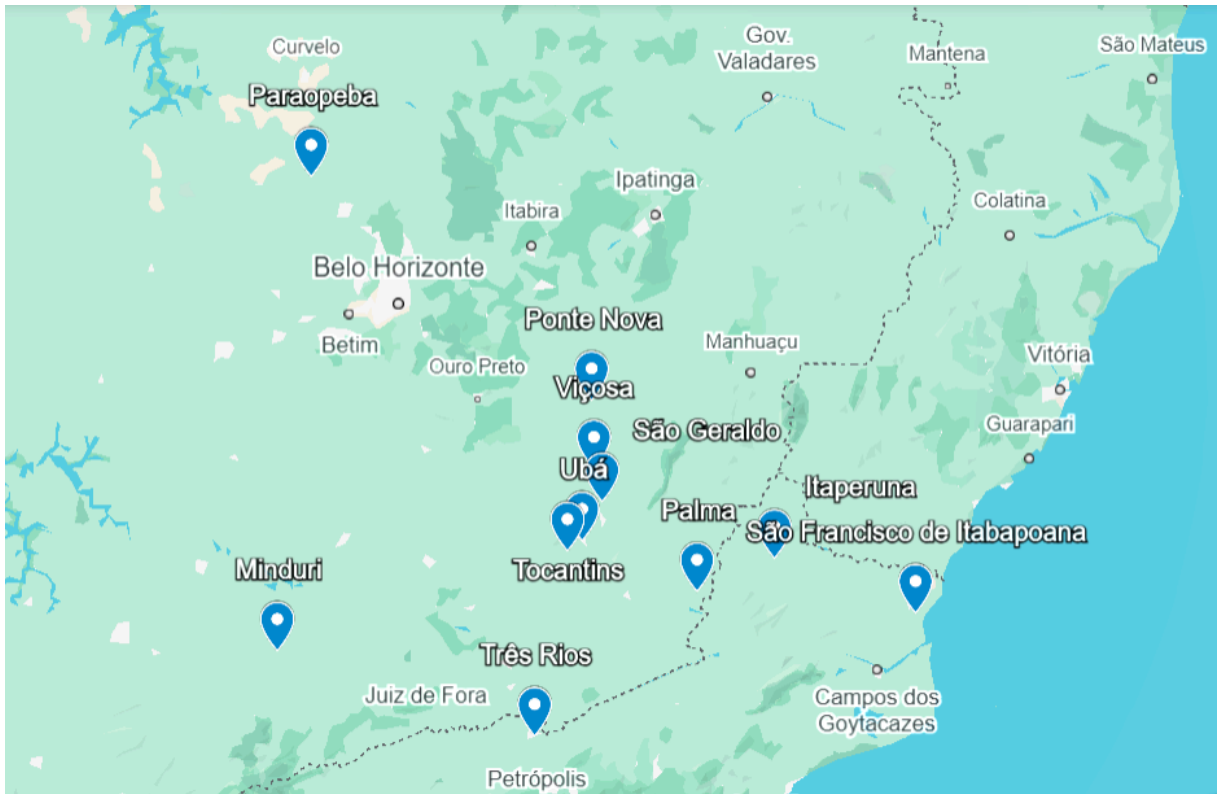 Curvelo
Gov.
Valadares
Mantena
São Mateus
Paraopeba
Ipatinga
Itabira
Colatina
Belo Horizonte
Ponte Nova
Betim
Manhuaçu
Vitória
Ouro Preto
Viçosa
Guarapari
São Geraldo
Ubá
Itaperuna
Palma
São Francisco de Itabapoana
Minduri
Tocantins
Três Rios
Juiz de Fora
Campos dos
Goytacazes
Petrópolis